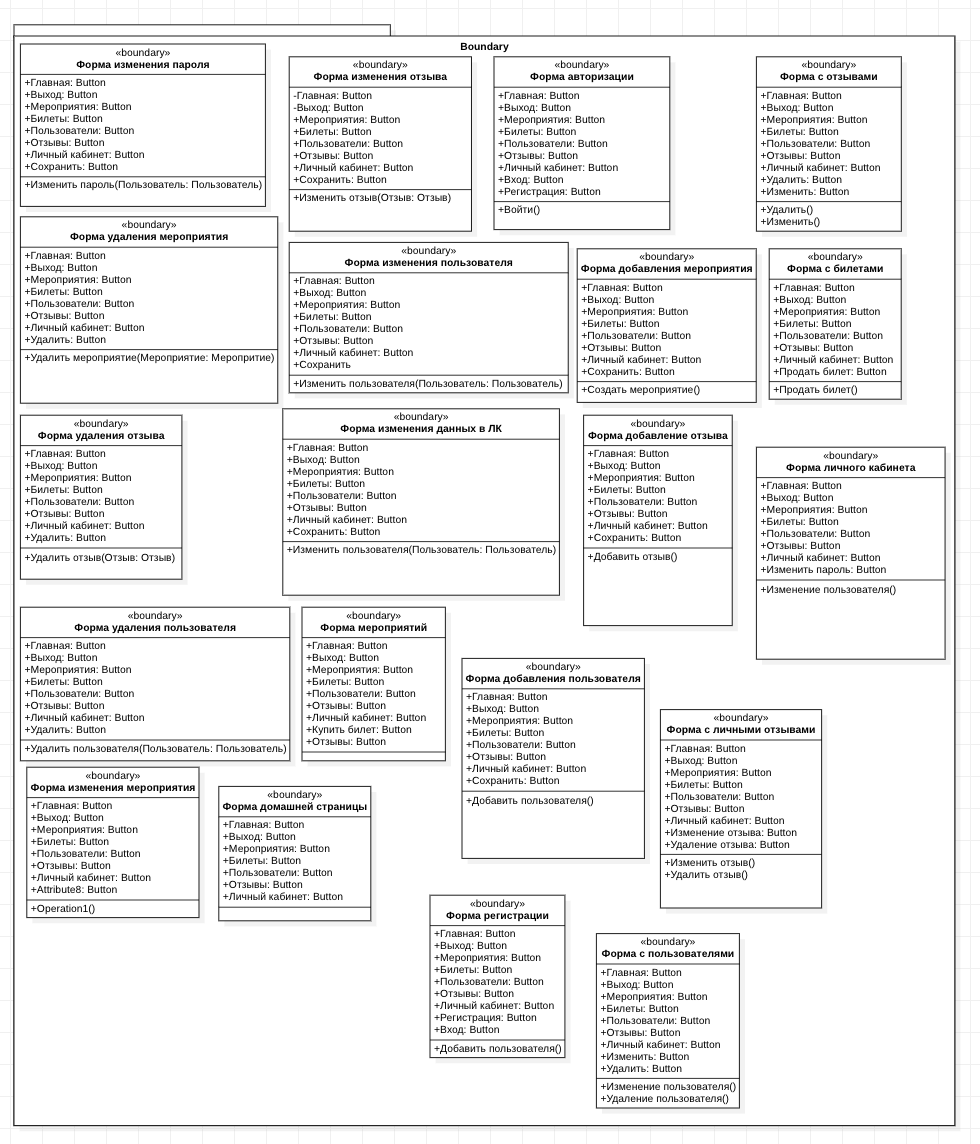 Boundary
«boundary»
Форма изменения пароля
+Главная: Button
+Выход: Button
+Мероприятия: Button
+Билеты: Button
+Пользователи: Button
+Отзывы: Button
+Личный кабинет: Button
+Сохранить: Button
+Изменить пароль(Пользователь: Пользователь)
«boundary»
Форма изменения отзыва
-Главная: Button
-Выход: Button
+Мероприятия: Button
+Билеты: Button
+Пользователи: Button
+Отзывы: Button
+Личный кабинет: Button
+Сохранить: Button
+Изменить отзыв(Отзыв: Отзыв)
«boundary»
Форма авторизации
+Главная: Button
+Выход: Button
+Мероприятия: Button
+Билеты: Button
+Пользователи: Button
+Отзывы: Button
+Личный кабинет: Button
+Вход: Button
+Регистрация: Button
+Войти()
«boundary»
Форма с отзывами
+Главная: Button
+Выход: Button
+Мероприятия: Button
+Билеты: Button
+Пользователи: Button
+Отзывы: Button
+Личный кабинет: Button
+Удалить: Button
+Изменить: Button
+Удалить()
+Изменить()
«boundary»
Форма удаления мероприятия
+Главная: Button
+Выход: Button
+Мероприятия: Button
+Билеты: Button
+Пользователи: Button
+Отзывы: Button
+Личный кабинет: Button
+Удалить: Button
+Удалить мероприятие(Мероприятие: Меропритие)
«boundary»
Форма изменения пользователя
+Главная: Button
+Выход: Button
+Мероприятия: Button
+Билеты: Button
+Пользователи: Button
+Отзывы: Button
+Личный кабинет: Button
+Сохранить
+Изменить пользователя(Пользователь: Пользователь)
«boundary»
Форма добавления мероприятия
+Главная: Button
+Выход: Button
+Мероприятия: Button
+Билеты: Button
+Пользователи: Button
+Отзывы: Button
+Личный кабинет: Button
+Сохранить: Button
+Создать мероприятие()
«boundary»
Форма с билетами
+Главная: Button
+Выход: Button
+Мероприятия: Button
+Билеты: Button
+Пользователи: Button
+Отзывы: Button
+Личный кабинет: Button
+Продать билет: Button
+Продать билет()
«boundary»
Форма удаления отзыва
+Главная: Button
+Выход: Button
+Мероприятия: Button
+Билеты: Button
+Пользователи: Button
+Отзывы: Button
+Личный кабинет: Button
+Удалить: Button
+Удалить отзыв(Отзыв: Отзыв)
«boundary»
Форма изменения данных в ЛК
+Главная: Button
+Выход: Button
+Мероприятия: Button
+Билеты: Button
+Пользователи: Button
+Отзывы: Button
+Личный кабинет: Button
+Сохранить: Button
+Изменить пользователя(Пользователь: Пользователь)
«boundary»
Форма добавление отзыва
+Главная: Button
+Выход: Button
+Мероприятия: Button
+Билеты: Button
+Пользователи: Button
+Отзывы: Button
+Личный кабинет: Button
+Сохранить: Button
+Добавить отзыв()
«boundary»
Форма личного кабинета
+Главная: Button
+Выход: Button
+Мероприятия: Button
+Билеты: Button
+Пользователи: Button
+Отзывы: Button
+Личный кабинет: Button
+Изменить пароль: Button
+Изменение пользователя()
«boundary»
Форма удаления пользователя
+Главная: Button
+Выход: Button
+Мероприятия: Button
+Билеты: Button
+Пользователи: Button
+Отзывы: Button
+Личный кабинет: Button
+Удалить: Button
+Удалить пользователя(Пользователь: Пользователь)
«boundary»
Форма мероприятий
+Главная: Button
+Выход: Button
+Мероприятия: Button
+Билеты: Button
+Пользователи: Button
+Отзывы: Button
+Личный кабинет: Button
+Купить билет: Button
+Отзывы: Button
«boundary»
Форма добавления пользователя
+Главная: Button
+Выход: Button
+Мероприятия: Button
+Билеты: Button
+Пользователи: Button
+Отзывы: Button
+Личный кабинет: Button
+Сохранить: Button
+Добавить пользователя()
«boundary»
Форма с личными отзывами
+Главная: Button
+Выход: Button
+Мероприятия: Button
+Билеты: Button
+Пользователи: Button
+Отзывы: Button
+Личный кабинет: Button
+Изменение отзыва: Button
+Удаление отзыва: Button
+Изменить отзыв()
+Удалить отзыв()
«boundary»
Форма изменения мероприятия
+Главная: Button
+Выход: Button
+Мероприятия: Button
+Билеты: Button
+Пользователи: Button
+Отзывы: Button
+Личный кабинет: Button
+Attribute8: Button
+Operation1()
«boundary»
Форма домашней страницы
+Главная: Button
+Выход: Button
+Мероприятия: Button
+Билеты: Button
+Пользователи: Button
+Отзывы: Button
+Личный кабинет: Button
«boundary»
Форма регистрации
+Главная: Button
+Выход: Button
+Мероприятия: Button
+Билеты: Button
+Пользователи: Button
+Отзывы: Button
+Личный кабинет: Button
+Регистрация: Button
+Вход: Button
+Добавить пользователя()
«boundary»
Форма с пользователями
+Главная: Button
+Выход: Button
+Мероприятия: Button
+Билеты: Button
+Пользователи: Button
+Отзывы: Button
+Личный кабинет: Button
+Изменить: Button
+Удалить: Button
+Изменение пользователя()
+Удаление пользователя()